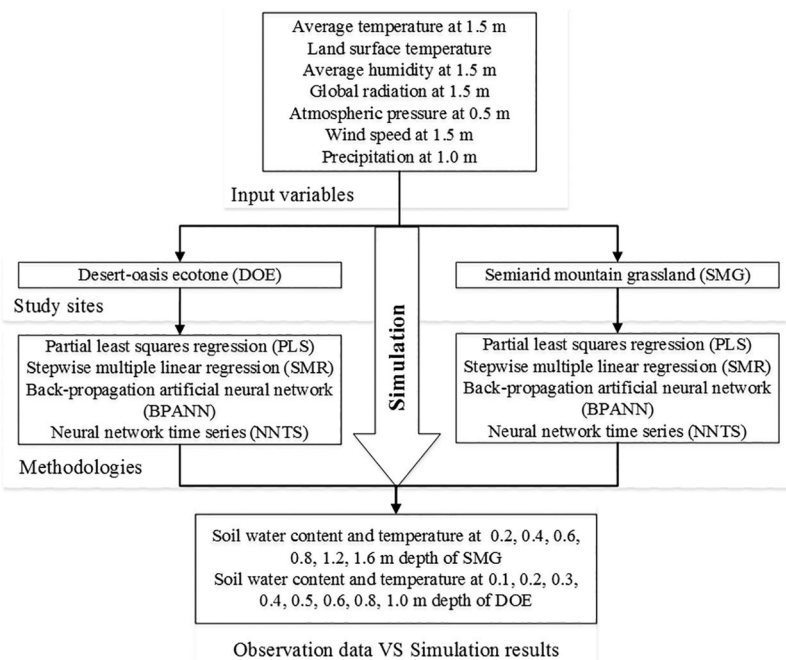 Average temperature at 1.5 m
Land surface temperature
Average humidity at 1.5 m
Global radiation at 1.5 m
Atmospheric pressure at 0.5 m
Wind speed at 1.5 m
Precipitation at 1.0 m
Input variables
Desert-oasis ecotone (DOE)
Semiarid mountain grassland (SMG)
Study sites
Simulation
Partial least squares regression (PLS)
Stepwise multiple linear regression (SMR)
Back-propagation artificial neural network
(BPANN)
Neural network time series (NNTS)
Partial least squares regression (PLS)
Stepwise multiple linear regression (SMR)
Back-propagation artificial neural network
(BPANN)
Neural network time series (NNTS)
Methodologies
Soil water content and temperature at 0.2, 0.4, 0.6,
0.8, 1.2, 1.6 m depth of SMG
Soil water content and temperature at 0.1, 0.2, 0.3,
0.4, 0.5, 0.6, 0.8, 1.0 m depth of DOE
Observation data VS Simulation results